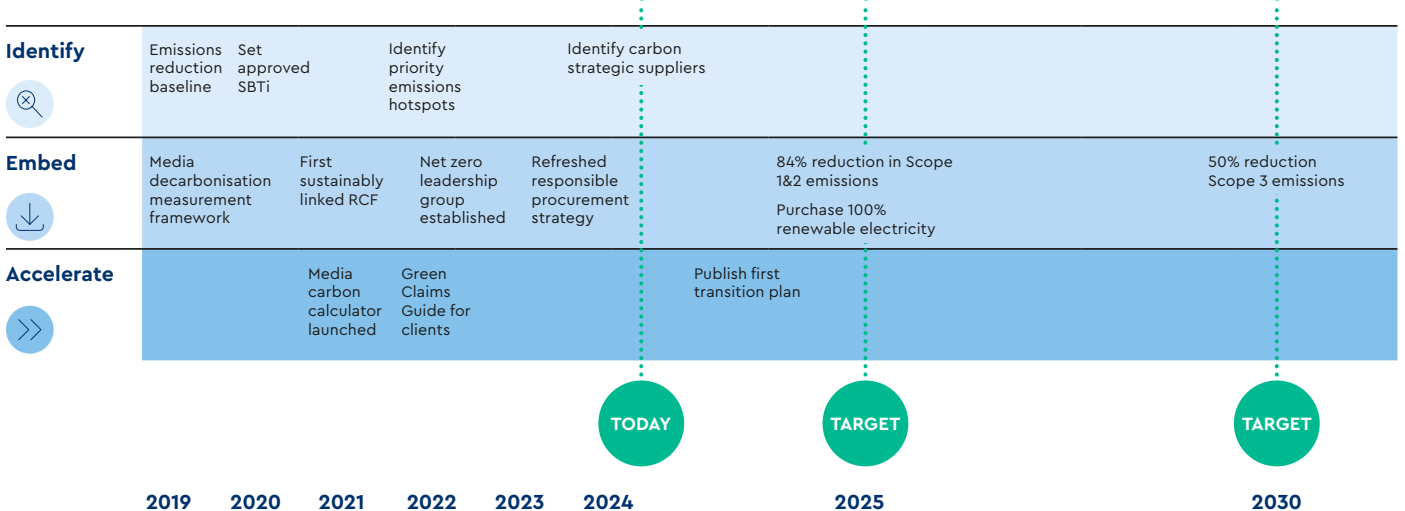 Identify
Emissions
reduction
baseline
Set
approved
SBTi
Identify
priority
emissions
hotspots
Identify carbon
strategic suppliers
Embed
Media
decarbonisation
measurement
framework
First
sustainably
linked RCF
Net zero
leadership
group
established
Refreshed
responsible
procurement
strategy
84% reduction in Scope
1&2 emissions
Purchase 100%
renewable electricity
50% reduction
Scope 3 emissions
Accelerate
Media
carbon
calculator
launched
Green
Claims
Guide for
clients
Publish first
transition plan
TODAY
TARGET
TARGET
2019
2020
2021
2022
2023
2024
2025
2030